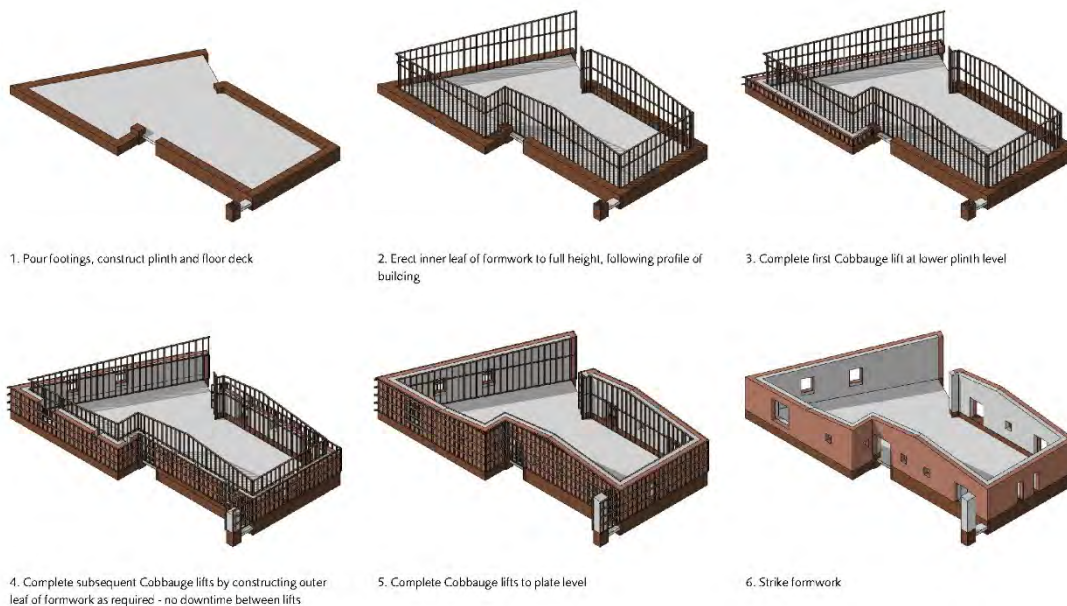 1. Pour footings, construct plinth and floor deck
2. Erect inner leaf of formwork to full height, following profile of
building
3. Complete first Cobbauge lift at lower plinth level
4. Complete subsequent Cobbauge lifts by constructing outer
leaf of formwork as required - no downtime between lifts
5. Complete Cobbauge lifts to plate level
6. Strike formwork